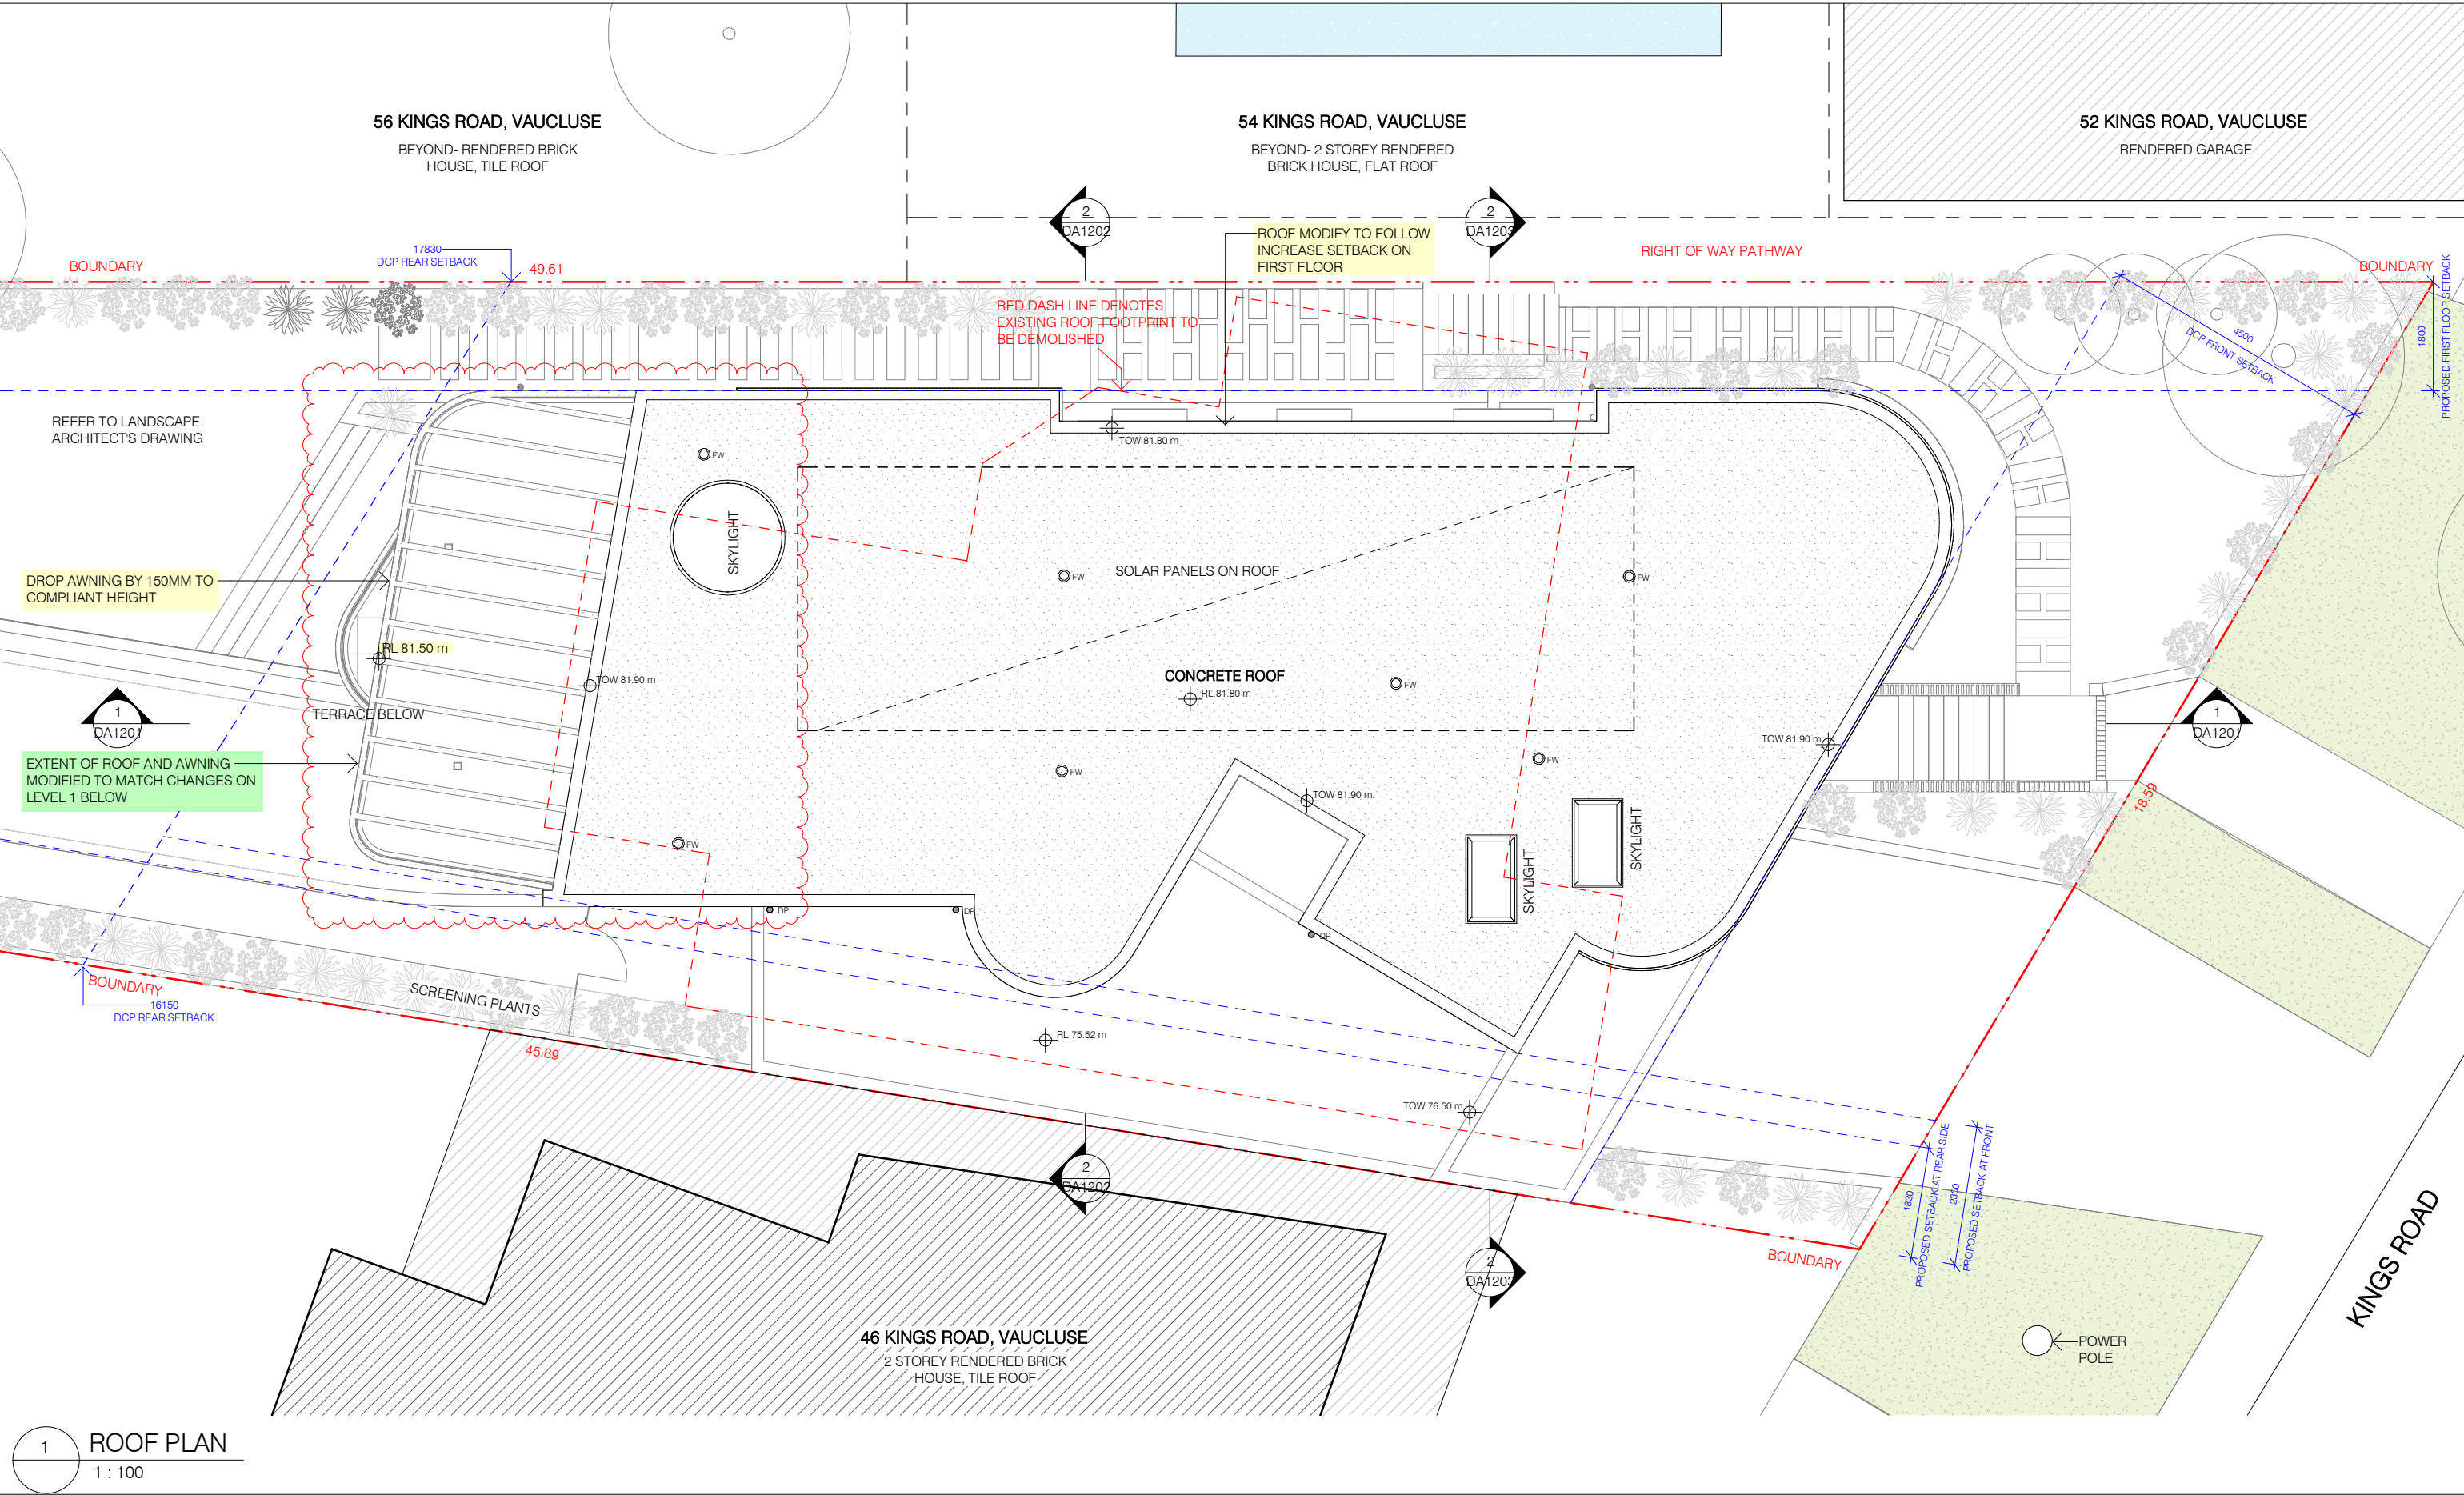 56 KINGS ROAD, VAUCLUSE
BEYOND- RENDERED BRICK
HOUSE, TILE ROOF
54 KINGS ROAD, VAUCLUSE
BEYOND- 2 STOREY RENDERED
BRICK HOUSE, FLAT ROOF
52 KINGS ROAD, VAUCLUSE
RENDERED GARAGE
2
DA1202
2
DA1203
ROOF MODIFY TO FOLLOW
INCREASE SETBACK ON
FIRST FLOOR
RIGHT OF WAY PATHWAY
17830
DCP REAR SETBACK
BOUNDARY
49.61
BOUNDARY
RED DASH LINE DENOTES
EXISTING ROOF FOOTPRINT TO
BE DEMOLISHED
4500
DCP FRONT SETBACK
1800
PROPOSED FIRST FLOOR SETBACK
REFER TO LANDSCAPE
ARCHITECT'S DRAWING
TOW 81.80 m
FW
SKYLIGHT
DROP AWNING BY 150MM TO
COMPLIANT HEIGHT
FW
SOLAR PANELS ON ROOF
FW
RL 81.50 m
TOW 81.90 m
CONCRETE ROOF
RL 81.80 m
FW
TERRACE BELOW
1
DA1201
1
DA1201
TOW 81.90 m
EXTENT OF ROOF AND AWNING
MODIFIED TO MATCH CHANGES ON
LEVEL 1 BELOW
FW
FW
TOW 81.90 m
18.59
FW
SKYLIGHT
SKYLIGHT
DP
DP
DP
BOUNDARY
16150
DCP REAR SETBACK
SCREENING PLANTS
45.89
RL 75.52 m
TOW 76.50 m
2
DA1202
1830
PROPOSED SETBACK AT REAR SIDE
2300
PROPOSED SETBACK AT FRONT
BOUNDARY
2
DA1203
KINGS ROAD
46 KINGS ROAD, VAUCLUSE
2 STOREY RENDERED BRICK
HOUSE, TILE ROOF
POWER
POLE
1
ROOF PLAN
1 : 100